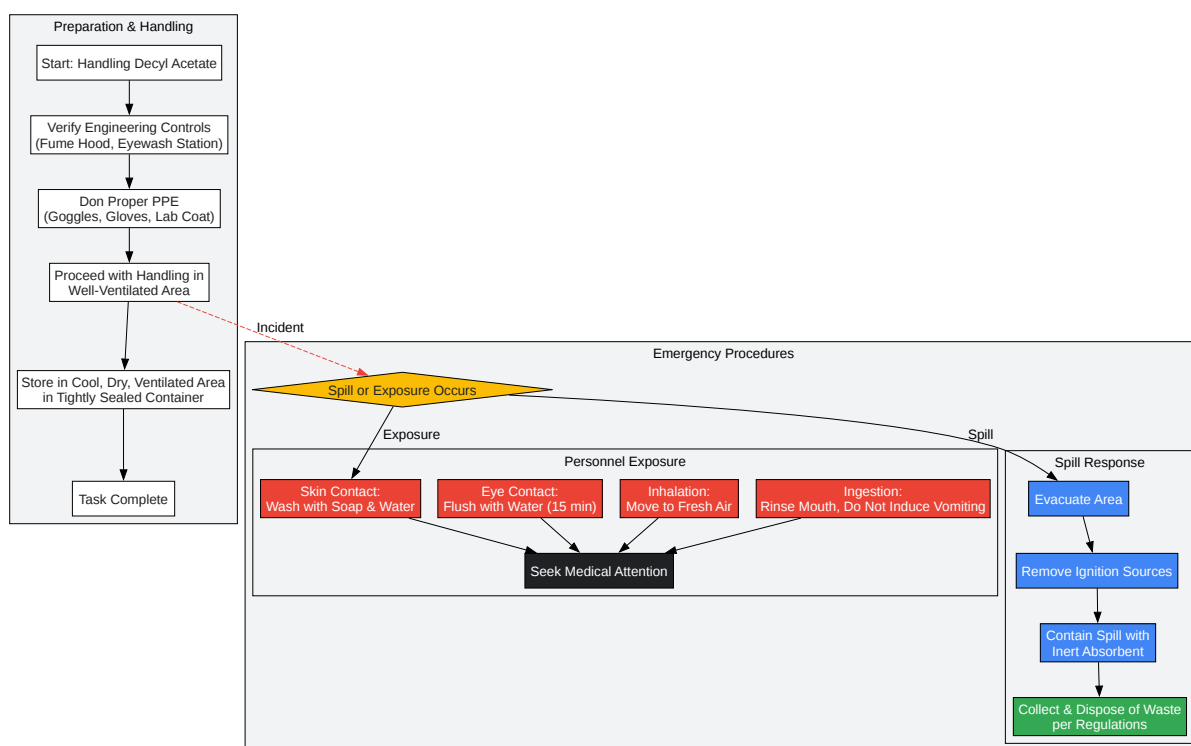 Preparation & Handling
Start: Handling Decyl Acetate
Verify Engineering Controls
(Fume Hood, Eyewash Station)
Don Proper PPE
(Goggles, Gloves, Lab Coat)
Proceed with Handling in
Well-Ventilated Area
Store in Cool, Dry, Ventilated Area
in Tightly Sealed Container
Task Complete
Incident
Emergency Procedures
Spill or Exposure Occurs
Exposure
Spill
Personnel Exposure
Skin Contact:
Wash with Soap & Water
Eye Contact:
Flush with Water (15 min)
Inhalation:
Move to Fresh Air
Ingestion:
Rinse Mouth, Do Not Induce Vomiting
Seek Medical Attention
Spill Response
Evacuate Area
Remove Ignition Sources
Contain Spill with
Inert Absorbent
Collect & Dispose of Waste
per Regulations